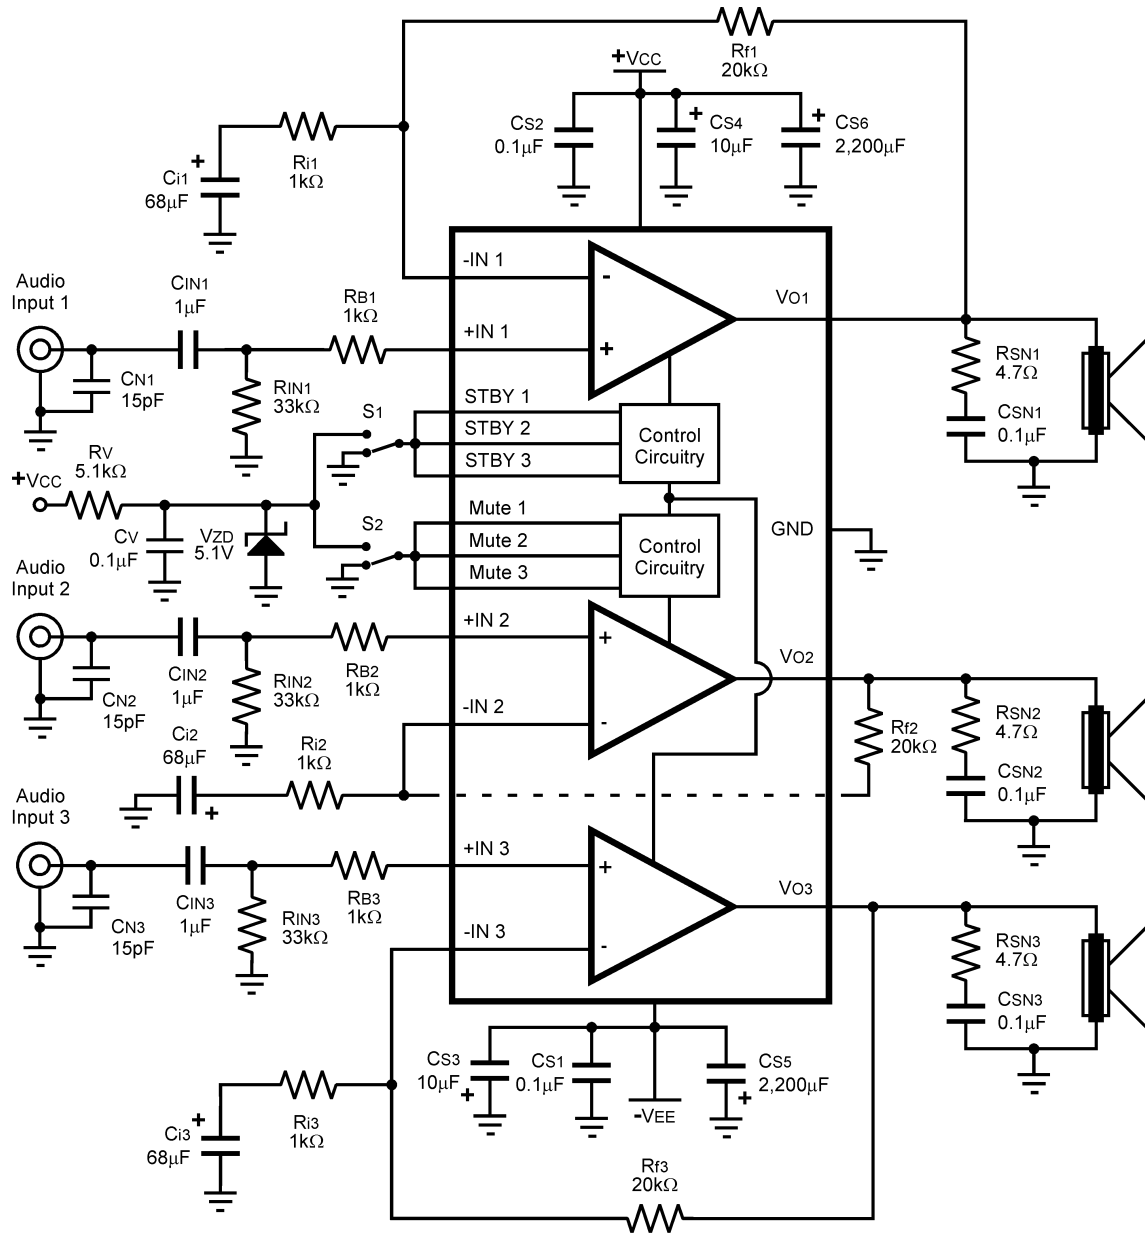 Rf1
20kΩ
+VCC
CS2
0.1µF
+
CS4
10µF
+
CS6
2,200µF
Ri1
1kΩ
+
Ci1
68µF
Audio
Input 1
CIN1
1µF
RB1
1kΩ
-IN 1
-
+IN 1
+
VO1
CN1
15pF
RIN1
33kΩ
RSN1
4.7Ω
CSN1
0.1µF
S1
STBY 1
STBY 2
STBY 3
Control
Circuitry
+VCC
RV
5.1kΩ
CV
0.1µF
VZD
5.1V
S2
Mute 1
Mute 2
Mute 3
Control
Circuitry
GND
Audio
Input 2
CIN2
1µF
RB2
1kΩ
+IN 2
+
-IN 2
-
VO2
CN2
15pF
RIN2
33kΩ
Ci2
68µF
+
Ri2
1kΩ
Rf2
20kΩ
RSN2
4.7Ω
CSN2
0.1µF
Audio
Input 3
CIN3
1µF
RB3
1kΩ
+IN 3
+
-IN 3
-
VO3
CN3
15pF
RIN3
33kΩ
RSN3
4.7Ω
CSN3
0.1µF
CS3
10µF
+
CS1
0.1µF
-VEE
CS5
2,200µF
+
Ri3
1kΩ
+
Ci3
68µF
Rf3
20kΩ